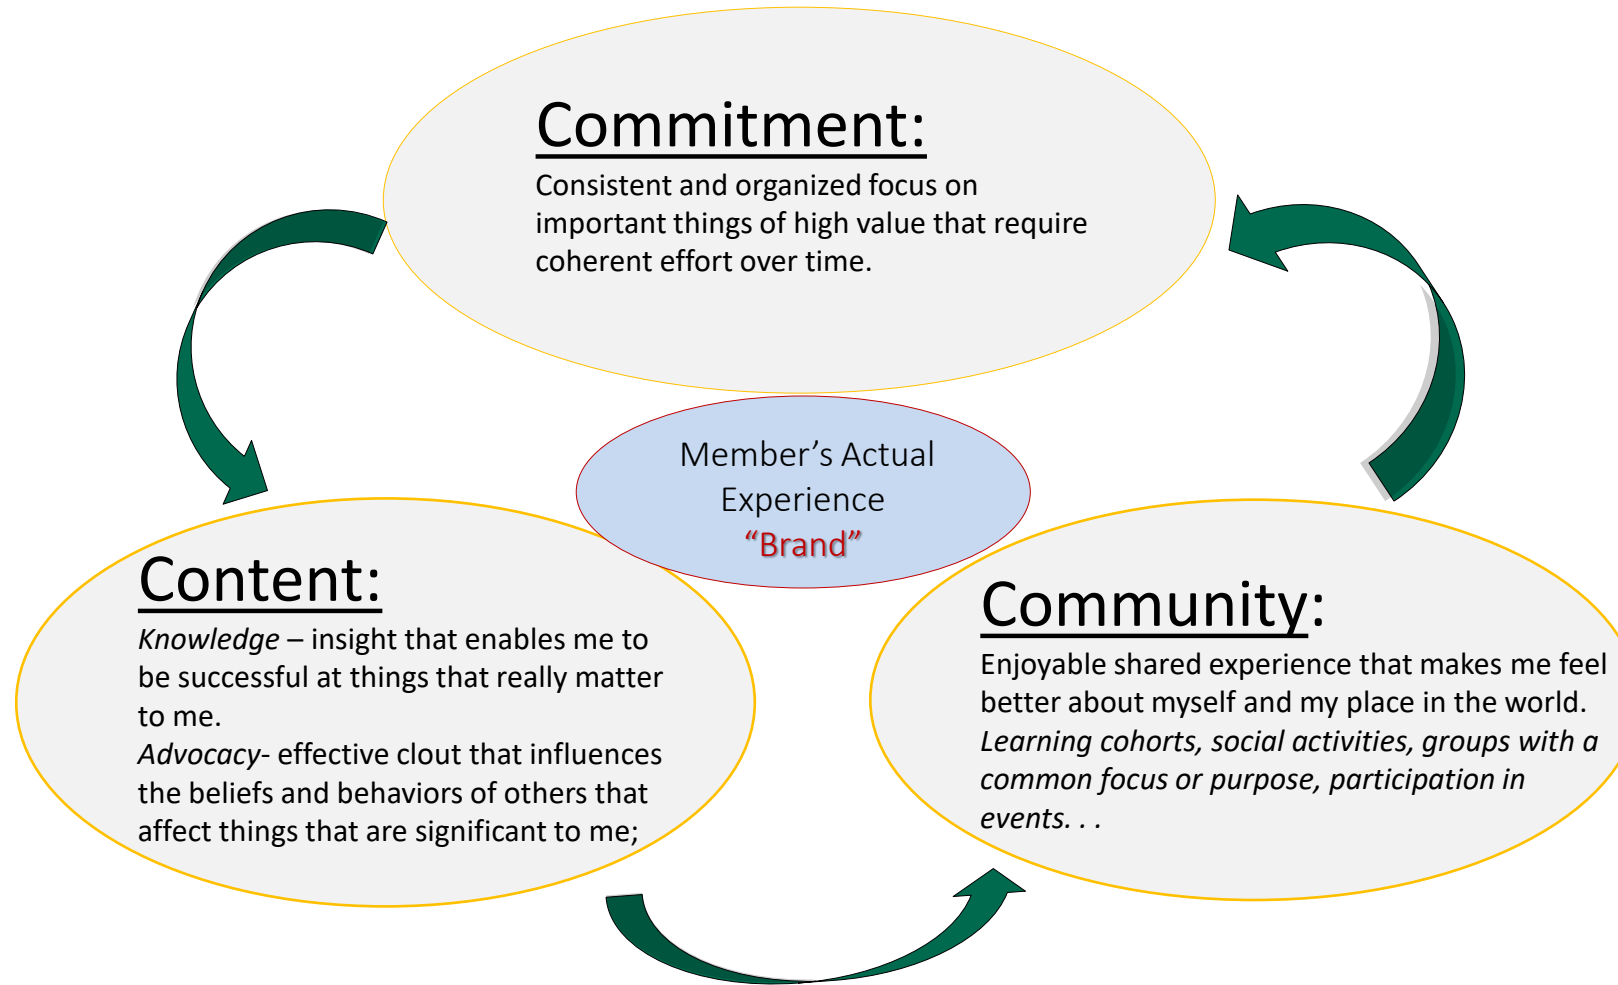 Commitment:
Consistent and organized focus on
important things of high value that require
coherent effort over time.
Member’s Actual
Experience
“Brand”
Content:
Knowledge – insight that enables me to
be successful at things that really matter
to me.
Advocacy- effective clout that influences
the beliefs and behaviors of others that
affect things that are significant to me;
Community:
Enjoyable shared experience that makes me feel
better about myself and my place in the world.
Learning cohorts, social activities, groups with a
common focus or purpose, participation in
events. . .